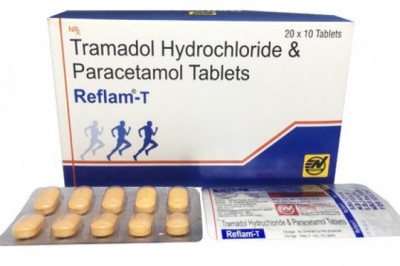 NRx
20 x 10 Tablets
Tramadol Hydrochloride &
Paracetamol Tablets
Reflam®-T
Tramadol Hydrochloride & Paracetamol Tablets
Reflam-T